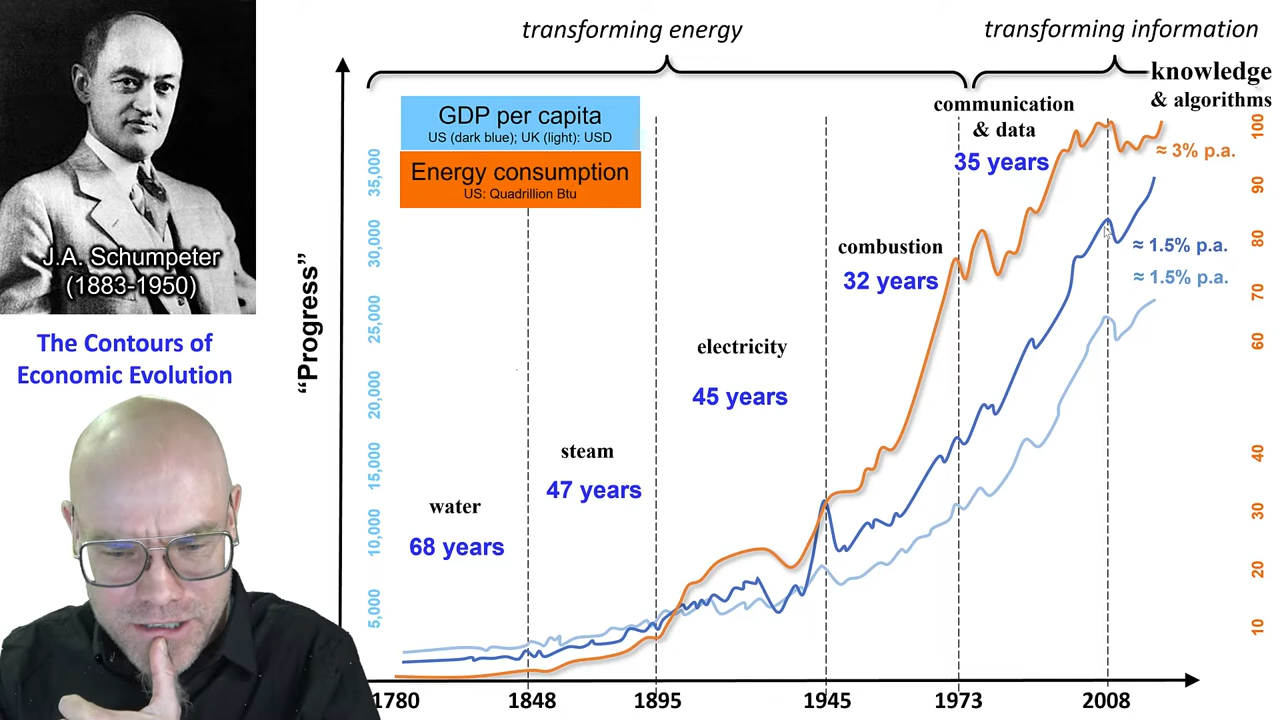 transforming energy
transforming information
knowledge
& algorithms
communication
& data
35 years
GDP per capita
US (dark blue); UK (light): USD
Energy consumption
US: Quadrillion Btu
J.A. Schumpeter
(1883-1950)
The Contours of
Economic Evolution
“Progress”
35,000
30,000
25,000
20,000
15,000
10,000
5,000
water
68 years
steam
47 years
electricity
45 years
combustion
32 years
≈ 3% p.a.
≈ 1.5% p.a.
≈ 1.5% p.a.
100
90
80
70
60
40
30
20
10
1780
1848
1895
1945
1973
2008